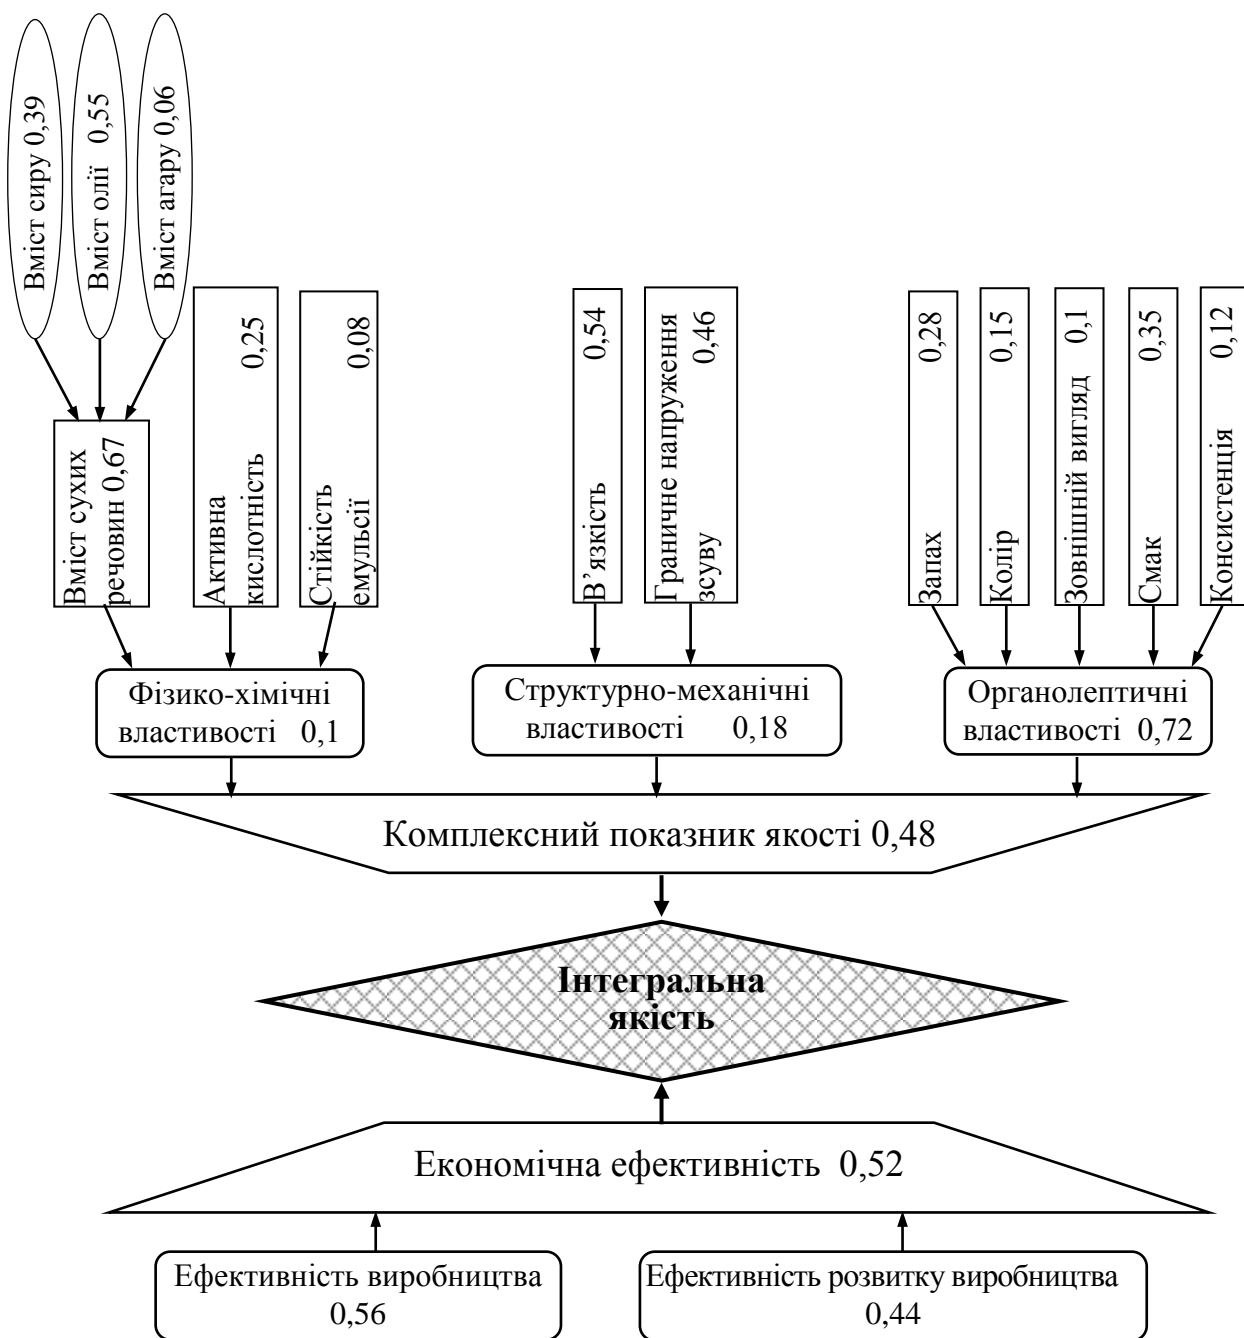 Вміст сиру 0,39
Вміст олії 0,55
Вміст агару 0,06
Вміст сухих
речовин 0,67
Активна
кислотність 0,25
Стійкість
емульсії 0,08
В’язкість 0,54
Граничне напруження
зсуву 0,46
Запах 0,28
Колір 0,15
Зовнішній вигляд 0,1
Смак 0,35
Консистенція 0,12
Фізико-хімічні
властивості 0,1
Структурно-механічні
властивості 0,18
Органолептичні
властивості 0,72
Комплексний показник якості 0,48
Інтегральна
якість
Економічна ефективність 0,52
Ефективність виробництва
0,56
Ефективність розвитку виробництва
0,44